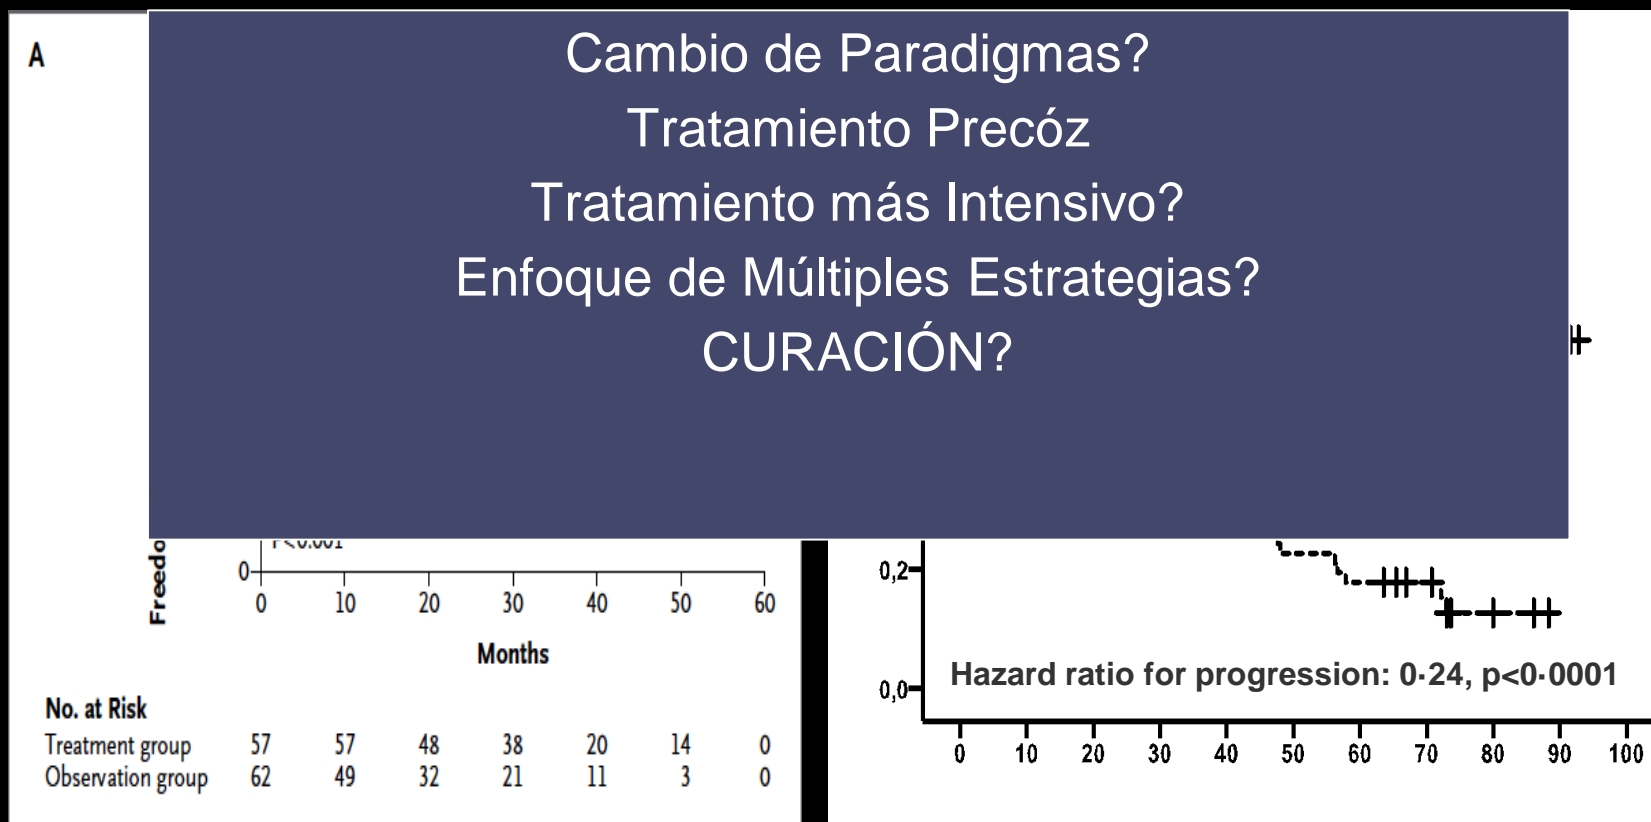 A
Cambio de Paradigmas?
Tratamiento Precóz
Tratamiento más Intensivo?
Enfoque de Múltiples Estrategias?
CURACIÓN?
Freedo
P<0.001
0
0 10 20 30 40 50 60
Months
No. at Risk
Treatment group 57 57 48 38 20 14 0
Observation group 62 49 32 21 11 3 0
0,2
0,0
Hazard ratio for progression: 0·24, p<0·0001
0 10 20 30 40 50 60 70 80 90 100